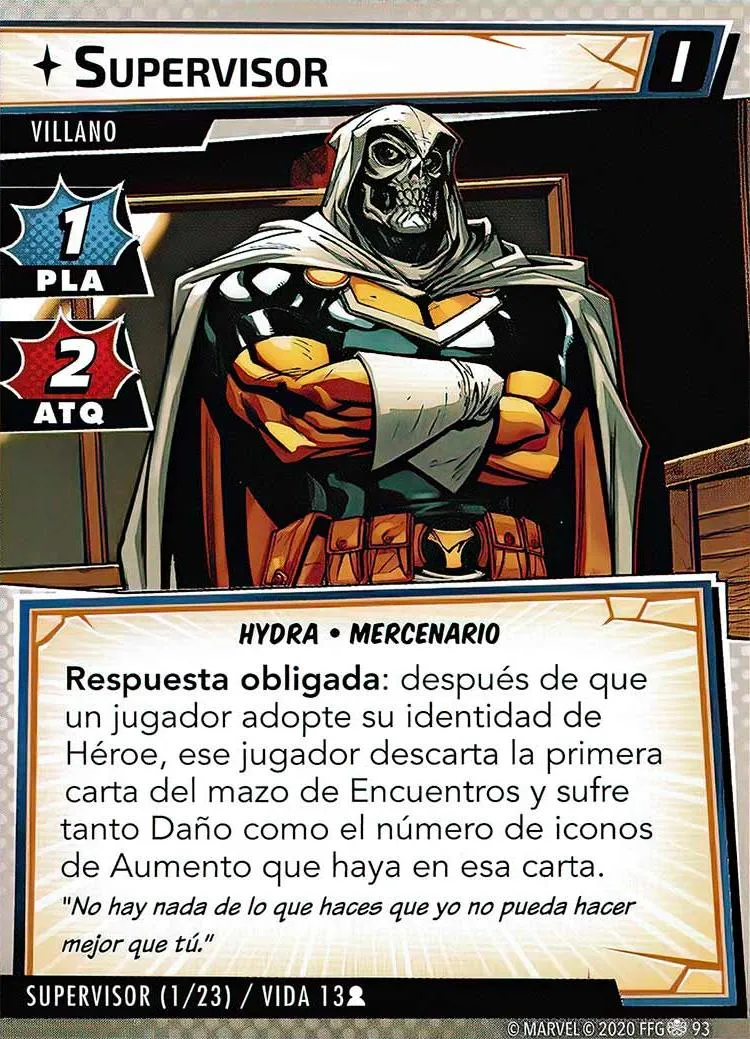 SUPERVISOR
I
VILLANO
1
PLA
2
ATQ
HYDRA • MERCENARIO
Respuesta obligada: después de que
un jugador adopte su identidad de
Héroe, ese jugador descarta la primera
carta del mazo de Encuentros y sufre
tanto Daño como el número de iconos
de Aumento que haya en esa carta.
"No hay nada de lo que haces que yo no pueda hacer
mejor que tú."
SUPERVISOR (1/23) / VIDA 13
© MARVEL © 2020 FFG 93